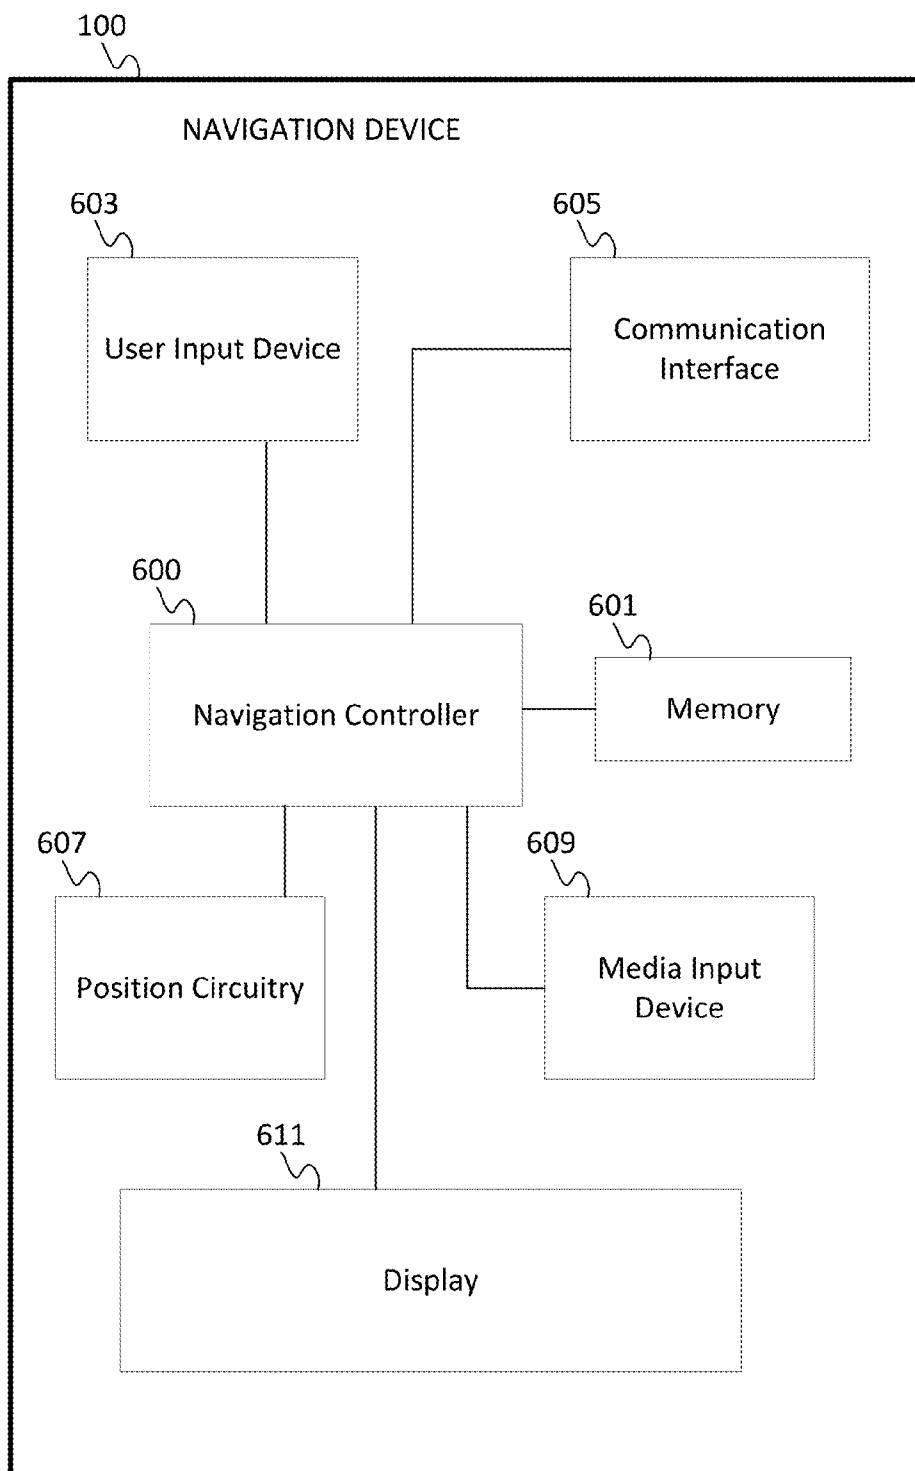 100
NAVIGATION DEVICE
603
User Input Device
605
Communication
Interface
600
Navigation Controller
601
Memory
607
Position Circuitry
609
Media Input
Device
611
Display